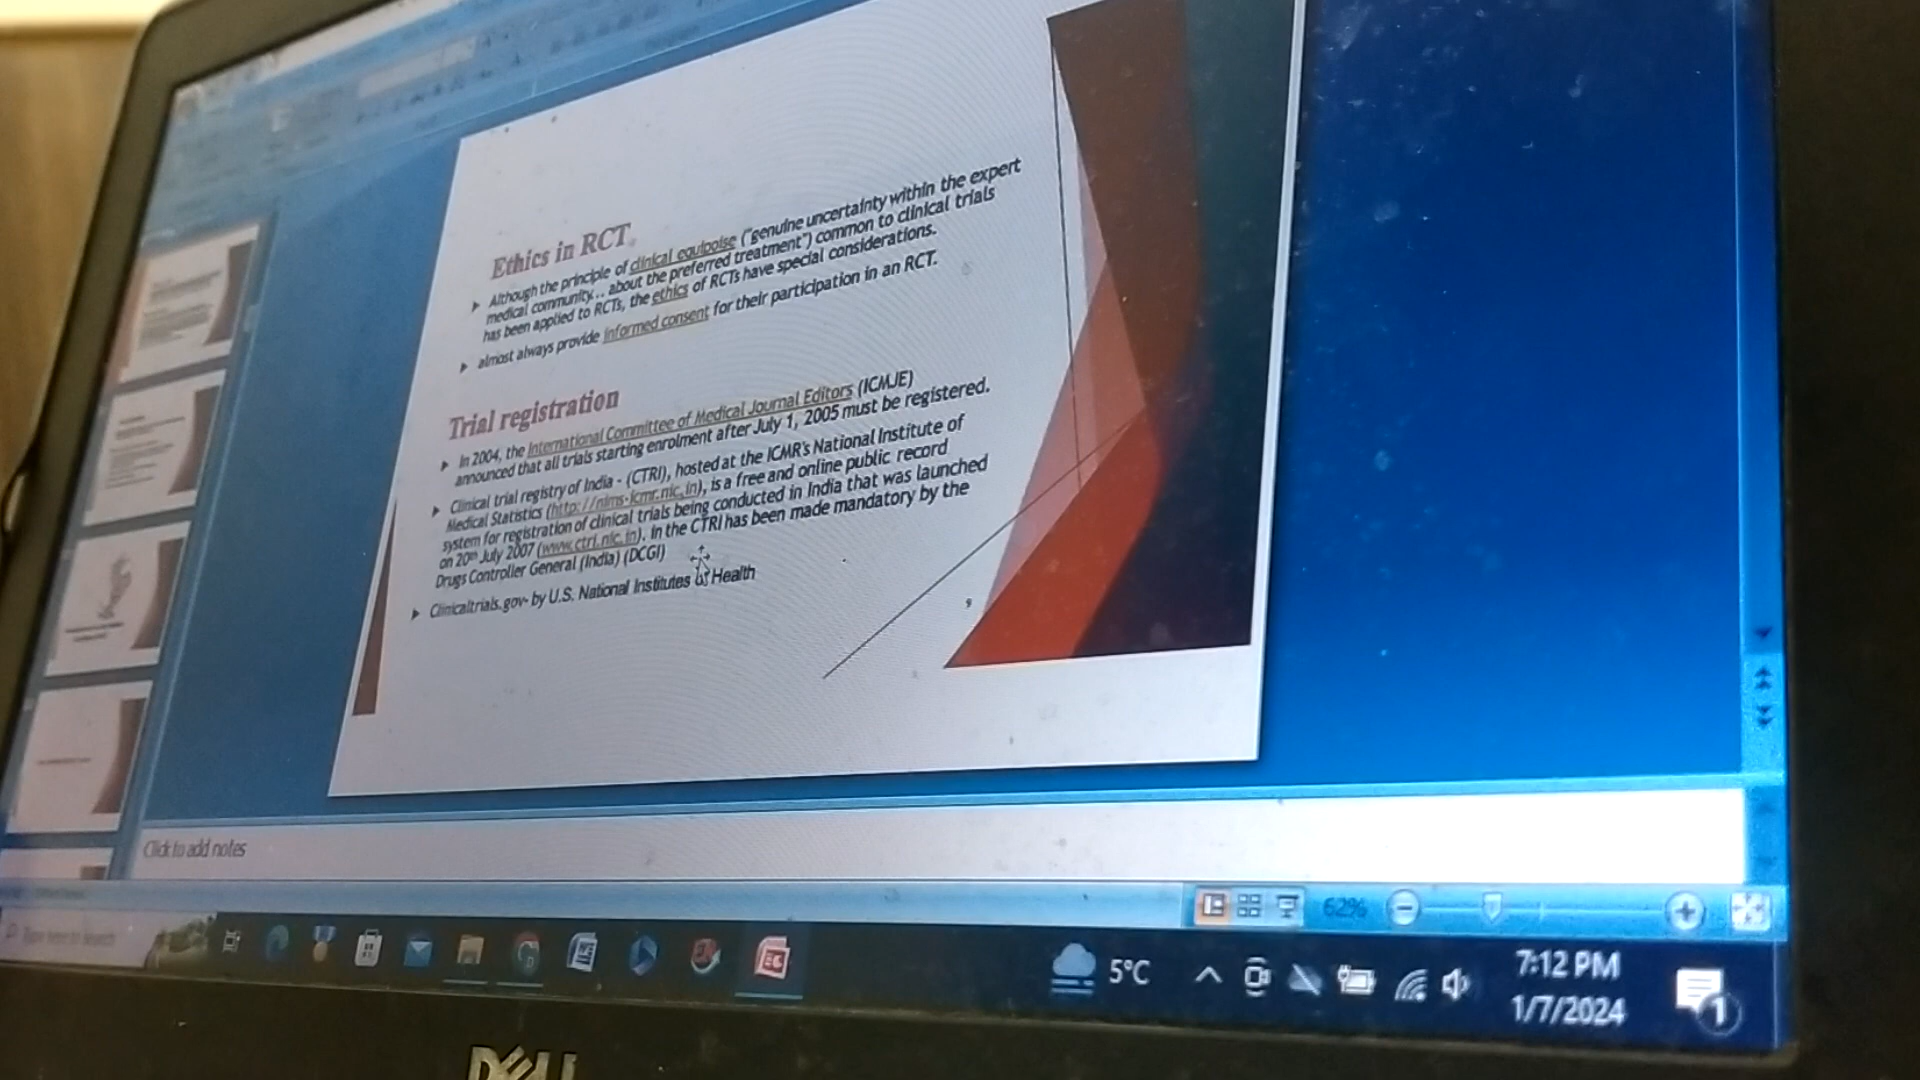 Ethics in RCT
Although the principle of clinical equipoise ("genuine uncertainty within the expert
medical community... about the preferred treatment") common to clinical trials
has been applied to RCTs, the ethics of RCTs have special considerations.
almost always provide informed consent for their participation in an RCT.
Trial registration
In 2004, the International Committee of Medical Journal Editors (ICMJE)
announced that all trials starting enrolment after July 1, 2005 must be registered.
Clinical trial registry of India - (CTRI), hosted at the ICMR's National Institute of
Medical Statistics (http://nims-icmr.nic.in), is a free and online public record
system for registration of clinical trials being conducted in India that was launched
on 20th July 2007 (www.ctri.nic.in). In the CTRI has been made mandatory by the
Drugs Controller General (India) (DCGI)
Clinicaltrials.gov- by U.S. National Institutes of Health
Click to add notes
62%
Type here to search
5°C
7:12 PM
1/7/2024
1
DELL